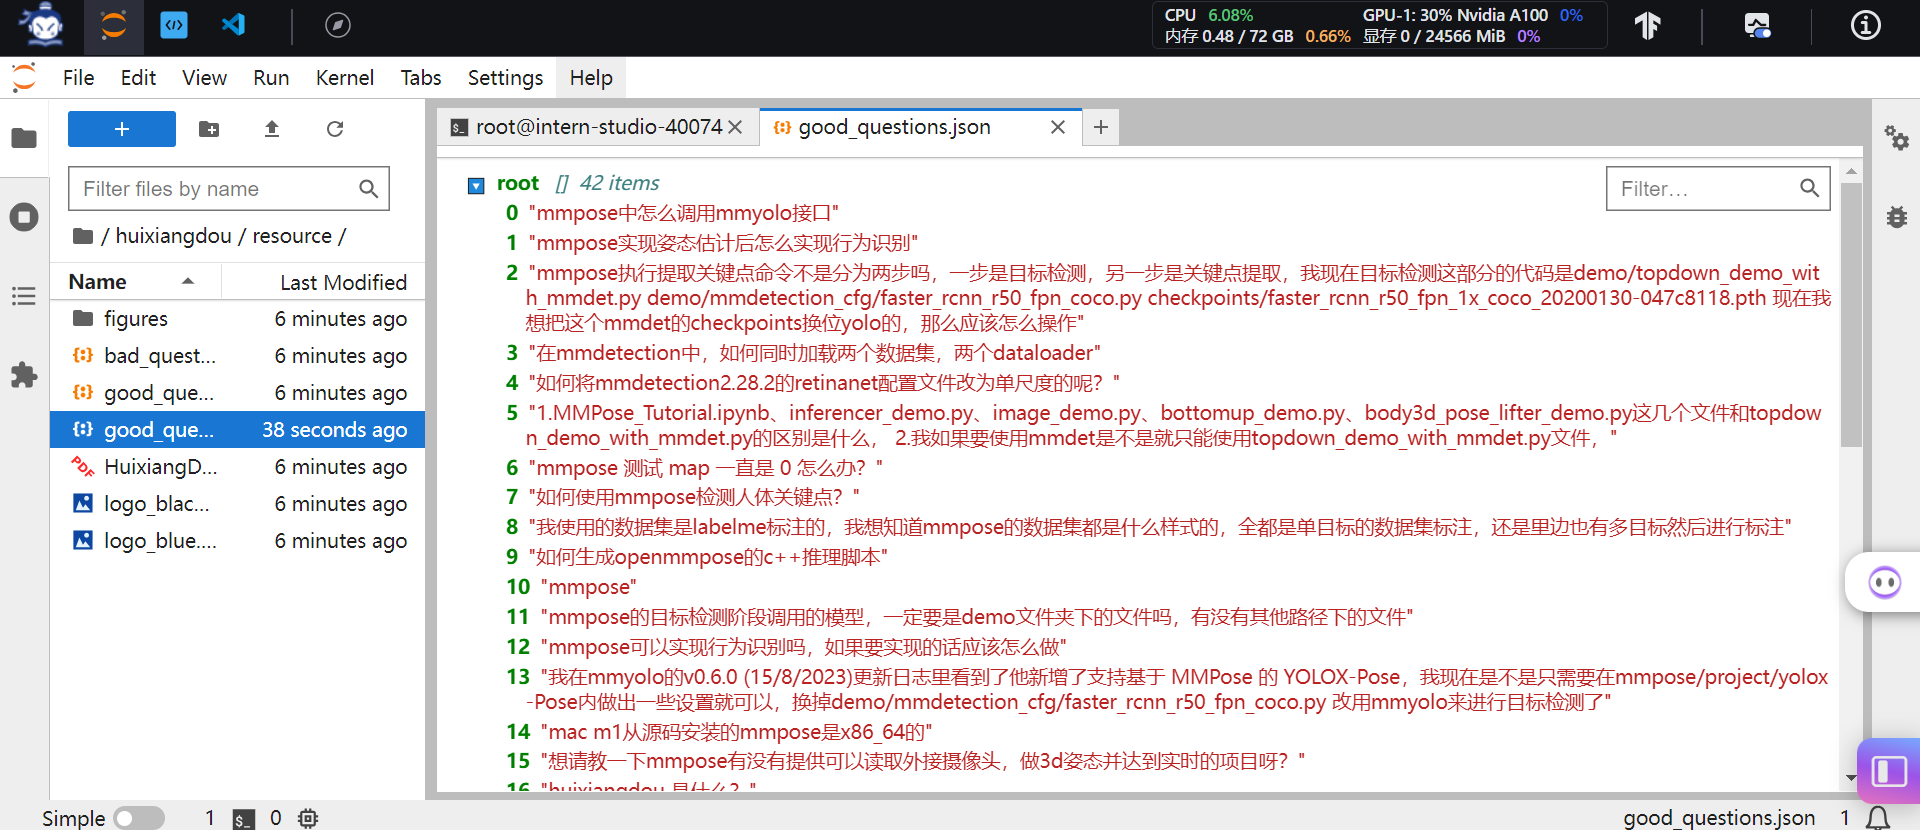 CPU 6.08% GPU-1: 30% Nvidia A100 0%
内存 0.48 / 72 GB 0.66% 显存 0 / 24566 MiB 0%
File Edit View Run Kernel Tabs Settings Help
root@intern-studio-40074
good_questions.json
Filter files by name
/ huixiangdou / resource /
Name Last Modified
figures 6 minutes ago
bad_quest... 6 minutes ago
good_que... 6 minutes ago
good_que... 38 seconds ago
HuixiangD... 6 minutes ago
logo_blac... 6 minutes ago
logo_blue.... 6 minutes ago
root [] 42 items
Filter...
0 "mmpose中怎么调用mmyolo接口"
1 "mmpose实现姿态估计后怎么实现行为识别"
2 "mmpose执行提取关键点命令不是分为两步吗，一步是目标检测，另一步是关键点提取，我现在目标检测这部分的代码是demo/topdown_demo_wit
h_mmdet.py demo/mmdetection_cfg/faster_rcnn_r50_fpn_coco.py checkpoints/faster_rcnn_r50_fpn_1x_coco_20200130-047c8118.pth 现在我
想把这个mmdet的checkpoints换位yolo的，那么应该怎么操作"
3 "在mmdetection中，如何同时加载两个数据集，两个dataloader"
4 "如何将mmdetection2.28.2的retinanet配置文件改为单尺度的呢？"
5 "1.MMPose_Tutorial.ipynb、inferencer_demo.py、image_demo.py、bottomup_demo.py、body3d_pose_lifter_demo.py这几个文件和topdow
n_demo_with_mmdet.py的区别是什么， 2.我如果要使用mmdet是不是就只能使用topdown_demo_with_mmdet.py文件，"
6 "mmpose 测试 map 一直是 0 怎么办？"
7 "如何使用mmpose检测人体关键点？"
8 "我使用的数据集是labelme标注的，我想知道mmpose的数据集都是什么样式的，全都是单目标的数据集标注，还是里边也有多目标然后进行标注"
9 "如何生成openmmpose的c++推理脚本"
10 "mmpose"
11 "mmpose的目标检测阶段调用的模型，一定要是demo文件夹下的文件吗，有没有其他路径下的文件"
12 "mmpose可以实现行为识别吗，如果要实现的话应该怎么做"
13 "我在mmyolo的v0.6.0 (15/8/2023)更新日志里看到了他新增了支持基于 MMPose 的 YOLOX-Pose，我现在是不是只需要在mmpose/project/yolox
-Pose内做出一些设置就可以，换掉demo/mmdetection_cfg/faster_rcnn_r50_fpn_coco.py 改用mmyolo来进行目标检测了"
14 "mac m1从源码安装的mmpose是x86_64的"
15 "想请教一下mmpose有没有提供可以读取外接摄像头，做3d姿态并达到实时的项目呀？"
16 "huixiangdou 是什么？"
Simple 1 0 good_questions.json 1